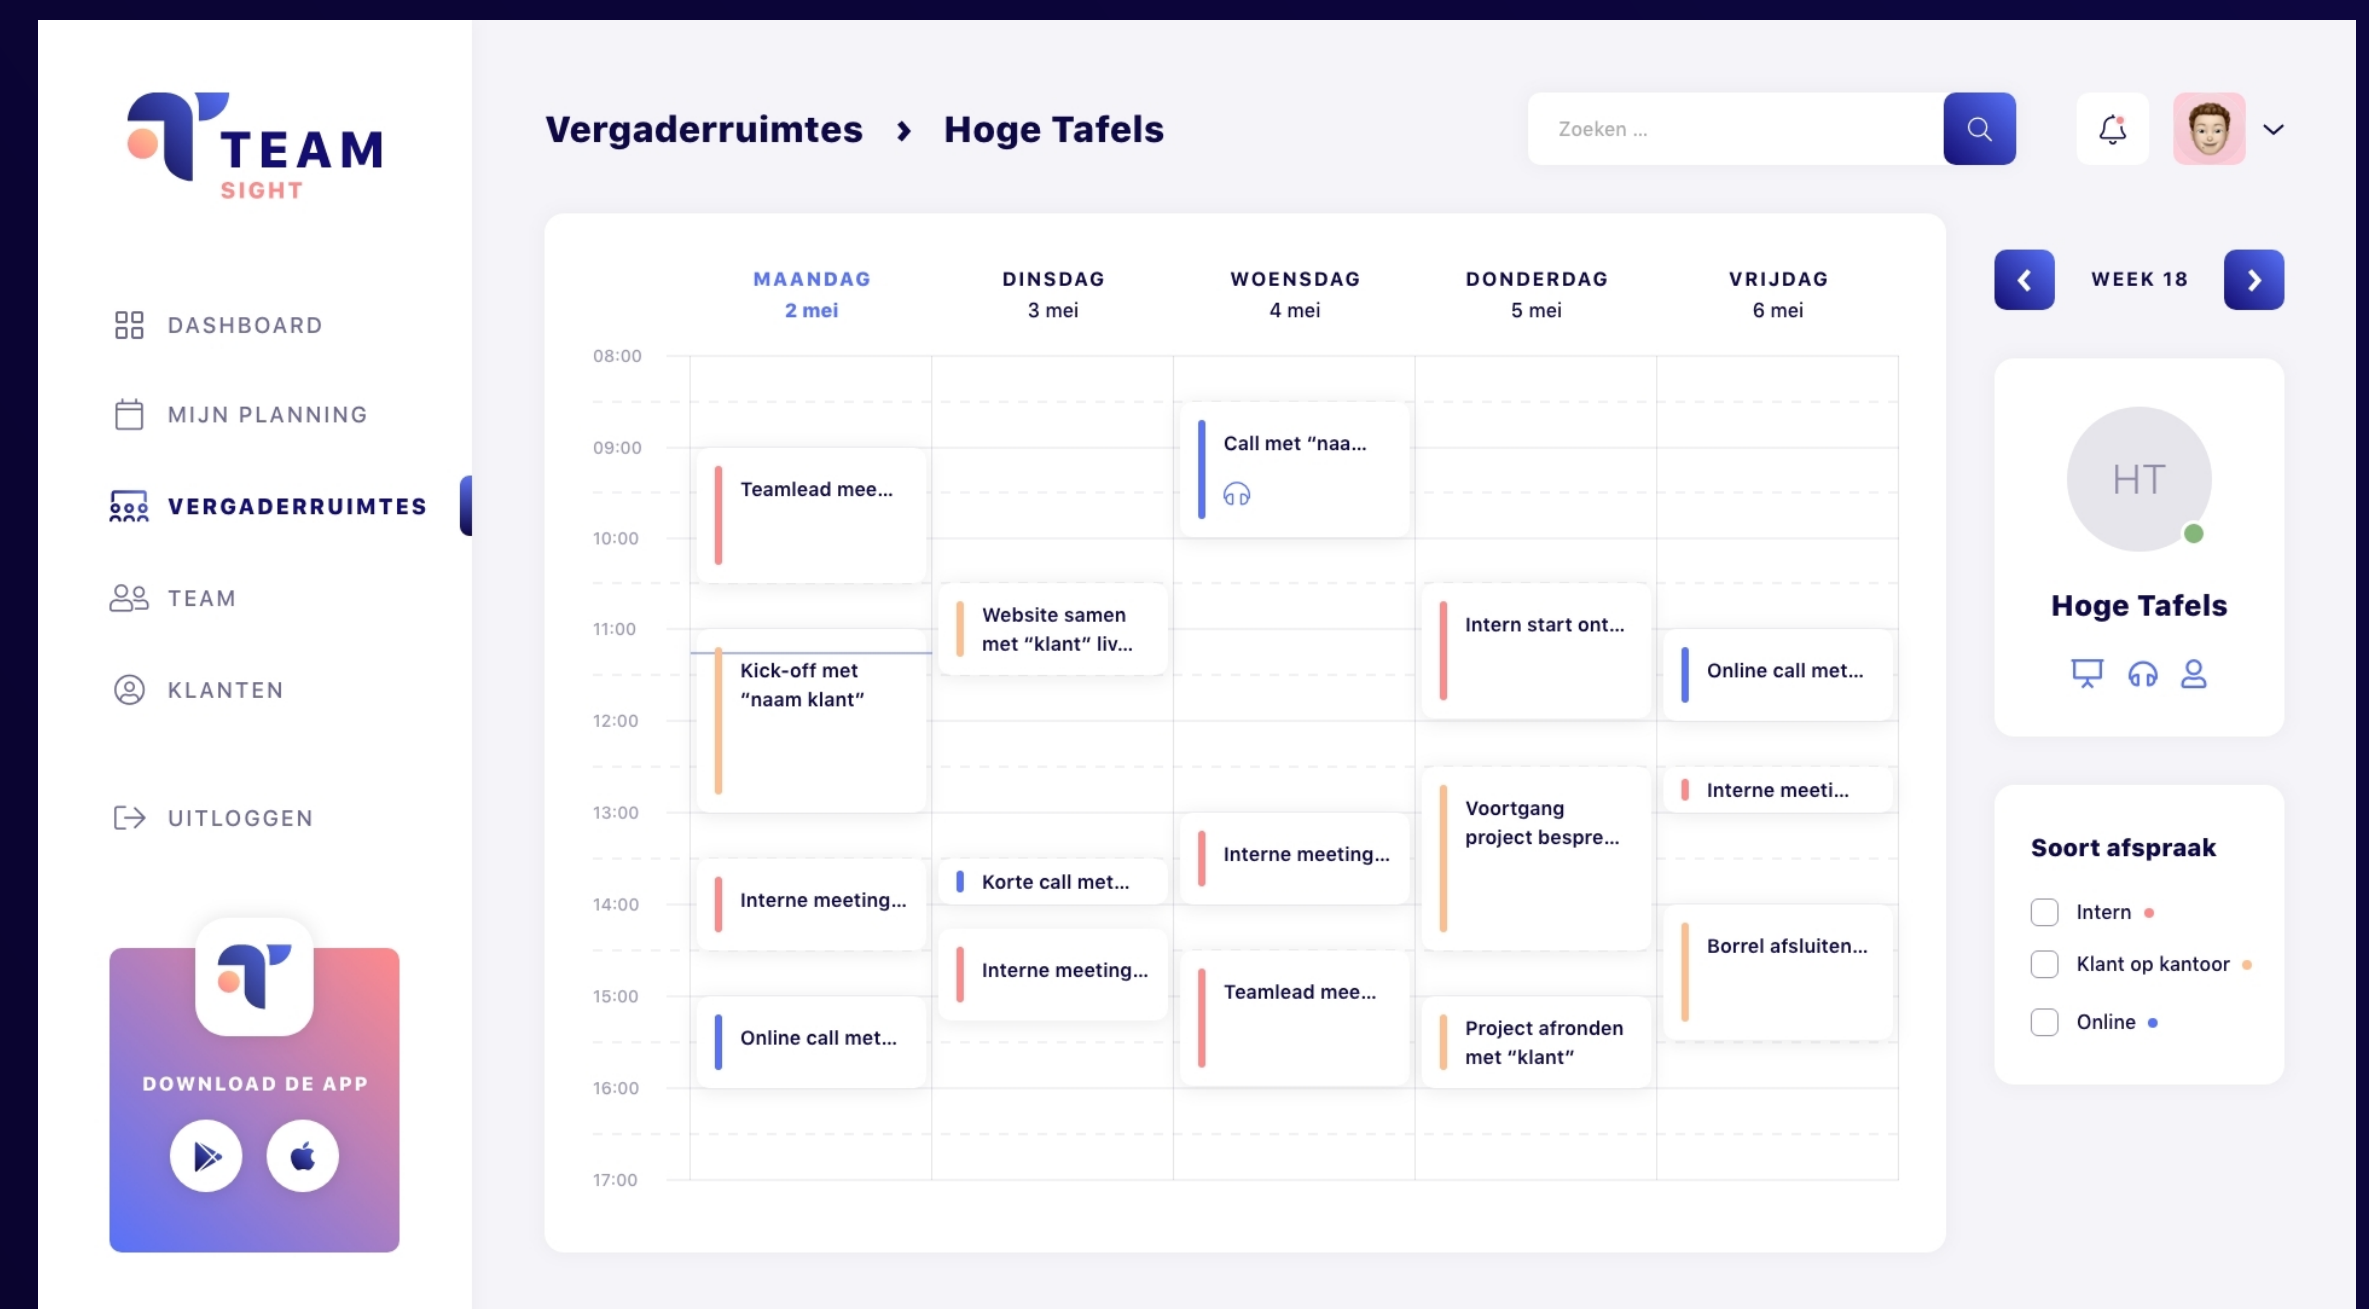 TEAM
SIGHT
DASHBOARD
MIJN PLANNING
VERGADERRUIMTES
TEAM
KLANTEN
UITLOGGEN
DOWNLOAD DE APP
Vergaderruimtes › Hoge Tafels
Zoeken ...
MAANDAG
2 mei
DINSDAG
3 mei
WOENSDAG
4 mei
DONDERDAG
5 mei
VRIJDAG
6 mei
08:00
09:00
10:00
11:00
12:00
13:00
14:00
15:00
16:00
17:00
Teamlead mee...
Kick-off met
“naam klant”
Interne meeting...
Online call met...
Website samen
met “klant” liv...
Korte call met...
Interne meeting...
Call met “naa...
Interne meeting...
Teamlead mee...
Intern start ont...
Voortgang
project bespre...
Project afronden
met “klant”
Online call met...
Interne meeti...
Borrel afsluiten...
WEEK 18
HT
Hoge Tafels
Soort afspraak
Intern
Klant op kantoor
Online